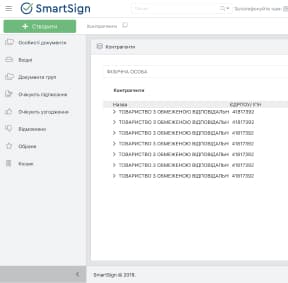 SmartSign
Зателефонуйте нам:
+ Створити
Контрагенти
Особисті документи
Вхідні
Документи груп
Очікують підписання
Очікують узгодження
Відхилено
Обране
Кошик
Контрагенти
ФІЗИЧНА ОСОБА
Контрагенти
Назва ЄДРПОУ/ІПН
ТОВАРИСТВО З ОБМЕЖЕНОЮ ВІДПОВІДАЛЬН 41817392
ТОВАРИСТВО З ОБМЕЖЕНОЮ ВІДПОВІДАЛЬН 41817392
ТОВАРИСТВО З ОБМЕЖЕНОЮ ВІДПОВІДАЛЬН 41817392
ТОВАРИСТВО З ОБМЕЖЕНОЮ ВІДПОВІДАЛЬН 41817392
ТОВАРИСТВО З ОБМЕЖЕНОЮ ВІДПОВІДАЛЬН 41817392
ТОВАРИСТВО З ОБМЕЖЕНОЮ ВІДПОВІДАЛЬН 41817392
ТОВАРИСТВО З ОБМЕЖЕНОЮ ВІДПОВІДАЛЬН 41817392
SmartSign © 2019.